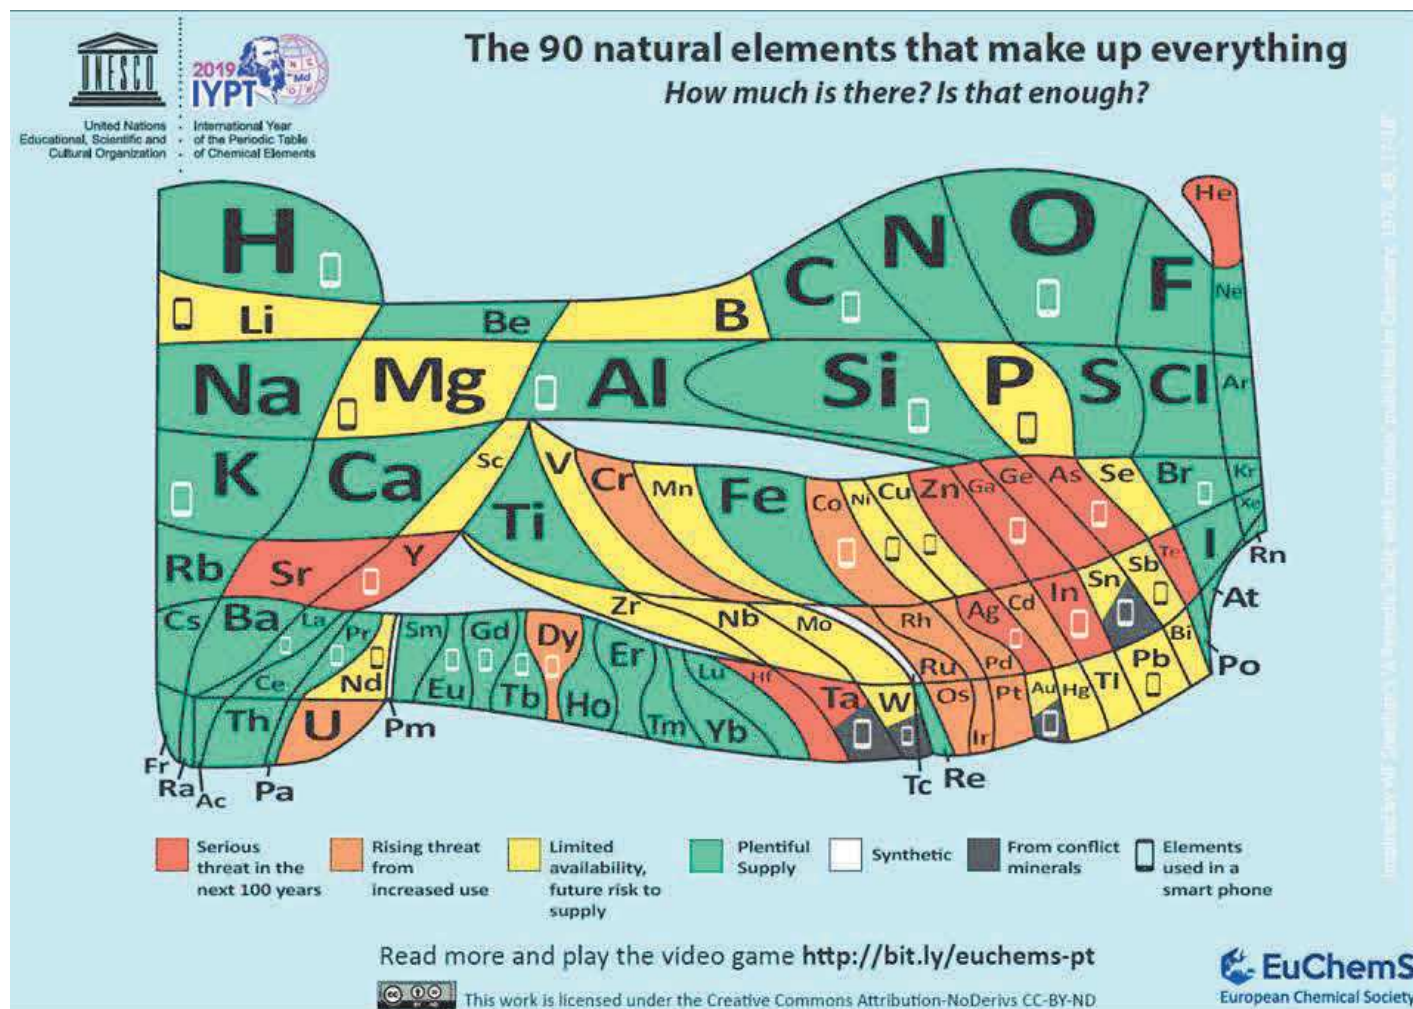 The 90 natural elements that make up everything
How much is there? Is that enough?
UNESCO
2019
IYPT
United Nations
Educational, Scientific and
Cultural Organization
International Year
of the Periodic Table
of Chemical Elements
H
He
Li
Be
B
C
N
O
F
Ne
Na
Mg
Al
Si
P
S
Cl
Ar
K
Ca
Sc
Ti
V
Cr
Mn
Fe
Co
Ni
Cu
Zn
Ga
Ge
As
Se
Br
Kr
Rb
Sr
Y
Zr
Nb
Mo
Tc
Ru
Rh
Pd
Ag
Cd
In
Sn
Sb
Te
I
Xe
Cs
Ba
La
Ce
Pr
Nd
Pm
Sm
Eu
Gd
Tb
Dy
Ho
Er
Tm
Yb
Lu
Hf
Ta
W
Re
Os
Ir
Pt
Au
Hg
Tl
Pb
Bi
Po
At
Rn
Fr
Ra
Ac
Th
Pa
U
Serious
threat in the
next 100 years
Rising threat
from
increased use
Limited
availability,
future risk to
supply
Plentiful
Supply
Synthetic
From conflict
minerals
Elements
used in a
smart phone
Read more and play the video game http://bit.ly/euchems-pt
This work is licensed under the Creative Commons Attribution-NoDerivs CC-BY-ND
EuChemS
European Chemical Society